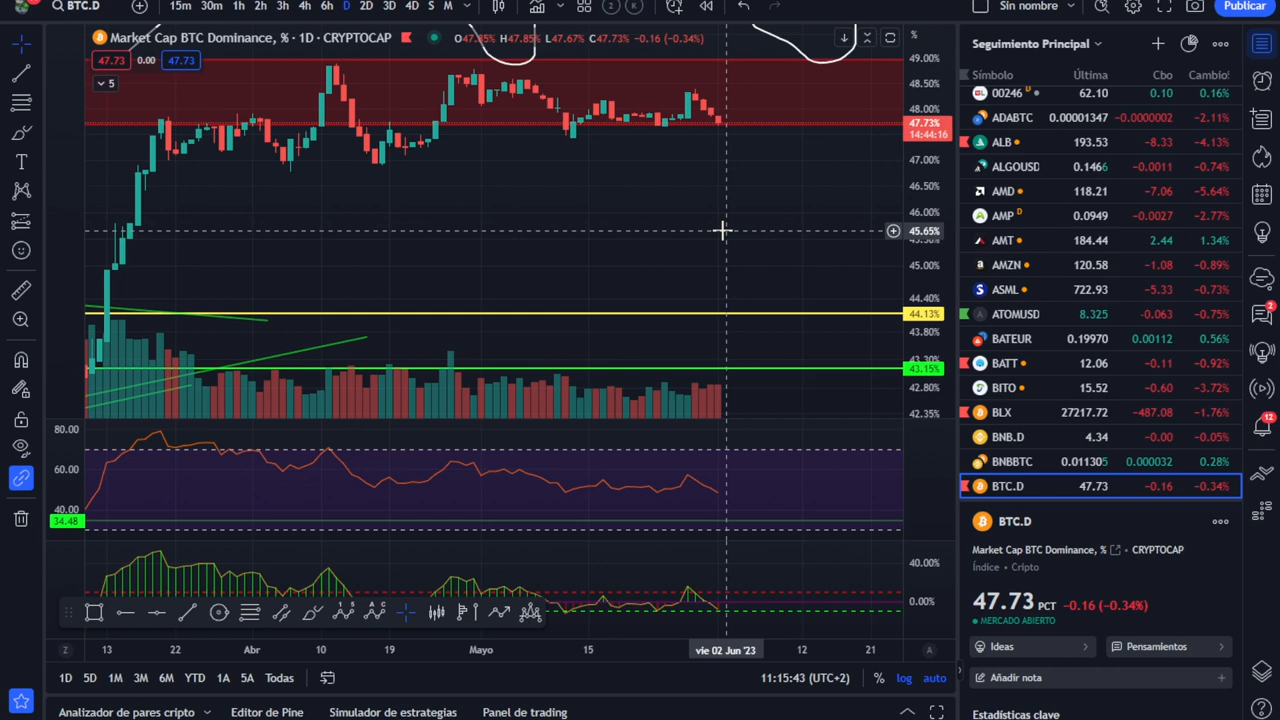 BTC.D 15m 30m 1h 2h 3h 4h 6h D 2D 3D 4D S M 2 K Sin nombre Publicar
Market Cap BTC Dominance, % · 1D · CRYPTOCAP O47.85% H47.85% L47.67% C47.73% -0.16 (-0.34%) %
47.73 0.00 47.73
5
49.00%
48.50%
48.00%
47.73%
14:44:16
47.00%
46.50%
46.00%
45.65%
45.00%
44.40%
44.13%
43.80%
43.30%
43.15%
42.80%
42.35%
80.00
60.00
40.00
34.48
40.00%
0.00%
Z 13 22 Abr 10 19 Mayo 15 vie 02 Jun '23 12 21 A
1D 5D 1M 3M 6M YTD 1A 5A Todas 11:15:43 (UTC+2) % log auto
Analizador de pares cripto Editor de Pine Simulador de estrategias Panel de trading
Seguimiento Principal
Símbolo Última Cbo Cambio!
00246 D 62.10 0.10 0.16%
ADABTC 0.00001347 -0.0000002 -2.11%
ALB 193.53 -8.33 -4.13%
ALGOUSD 0.1466 -0.0011 -0.74%
AMD 118.21 -7.06 -5.64%
AMP D 0.0949 -0.0027 -2.77%
AMT 184.44 2.44 1.34%
AMZN 120.58 -1.08 -0.89%
ASML 722.93 -5.33 -0.73%
ATOMUSD 8.325 -0.063 -0.75%
BATEUR 0.19970 0.00112 0.56%
BATT 12.06 -0.11 -0.92%
BITO 15.52 -0.60 -3.72%
BLX 27217.72 -487.08 -1.76%
BNB.D 4.34 -0.00 -0.05%
BNBBTC 0.011305 0.000032 0.28%
BTC.D 47.73 -0.16 -0.34%
BTC.D
Market Cap BTC Dominance, % · CRYPTOCAP
Índice · Cripto
47.73 PCT -0.16 (-0.34%)
MERCADO ABIERTO
Ideas Pensamientos
Añadir nota
Estadísticas clave
2
12